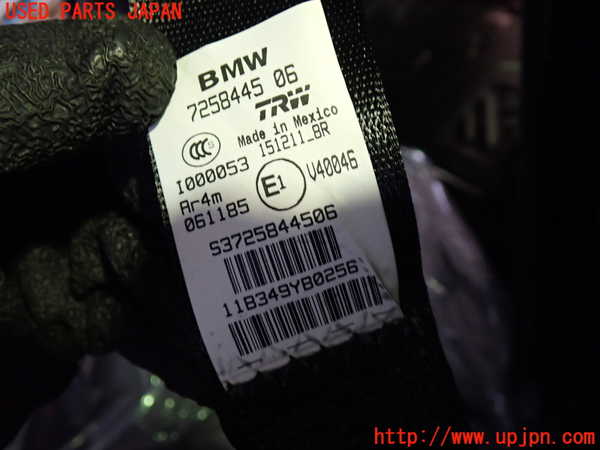 USED PARTS JAPAN
BMW
7258445 06
TRW
Made in Mexico
CCC
I000053 151211_BR
Ar4m
061185 E1 V40046
S3725844506
11B349YB0256
http://www.upjpn.com/